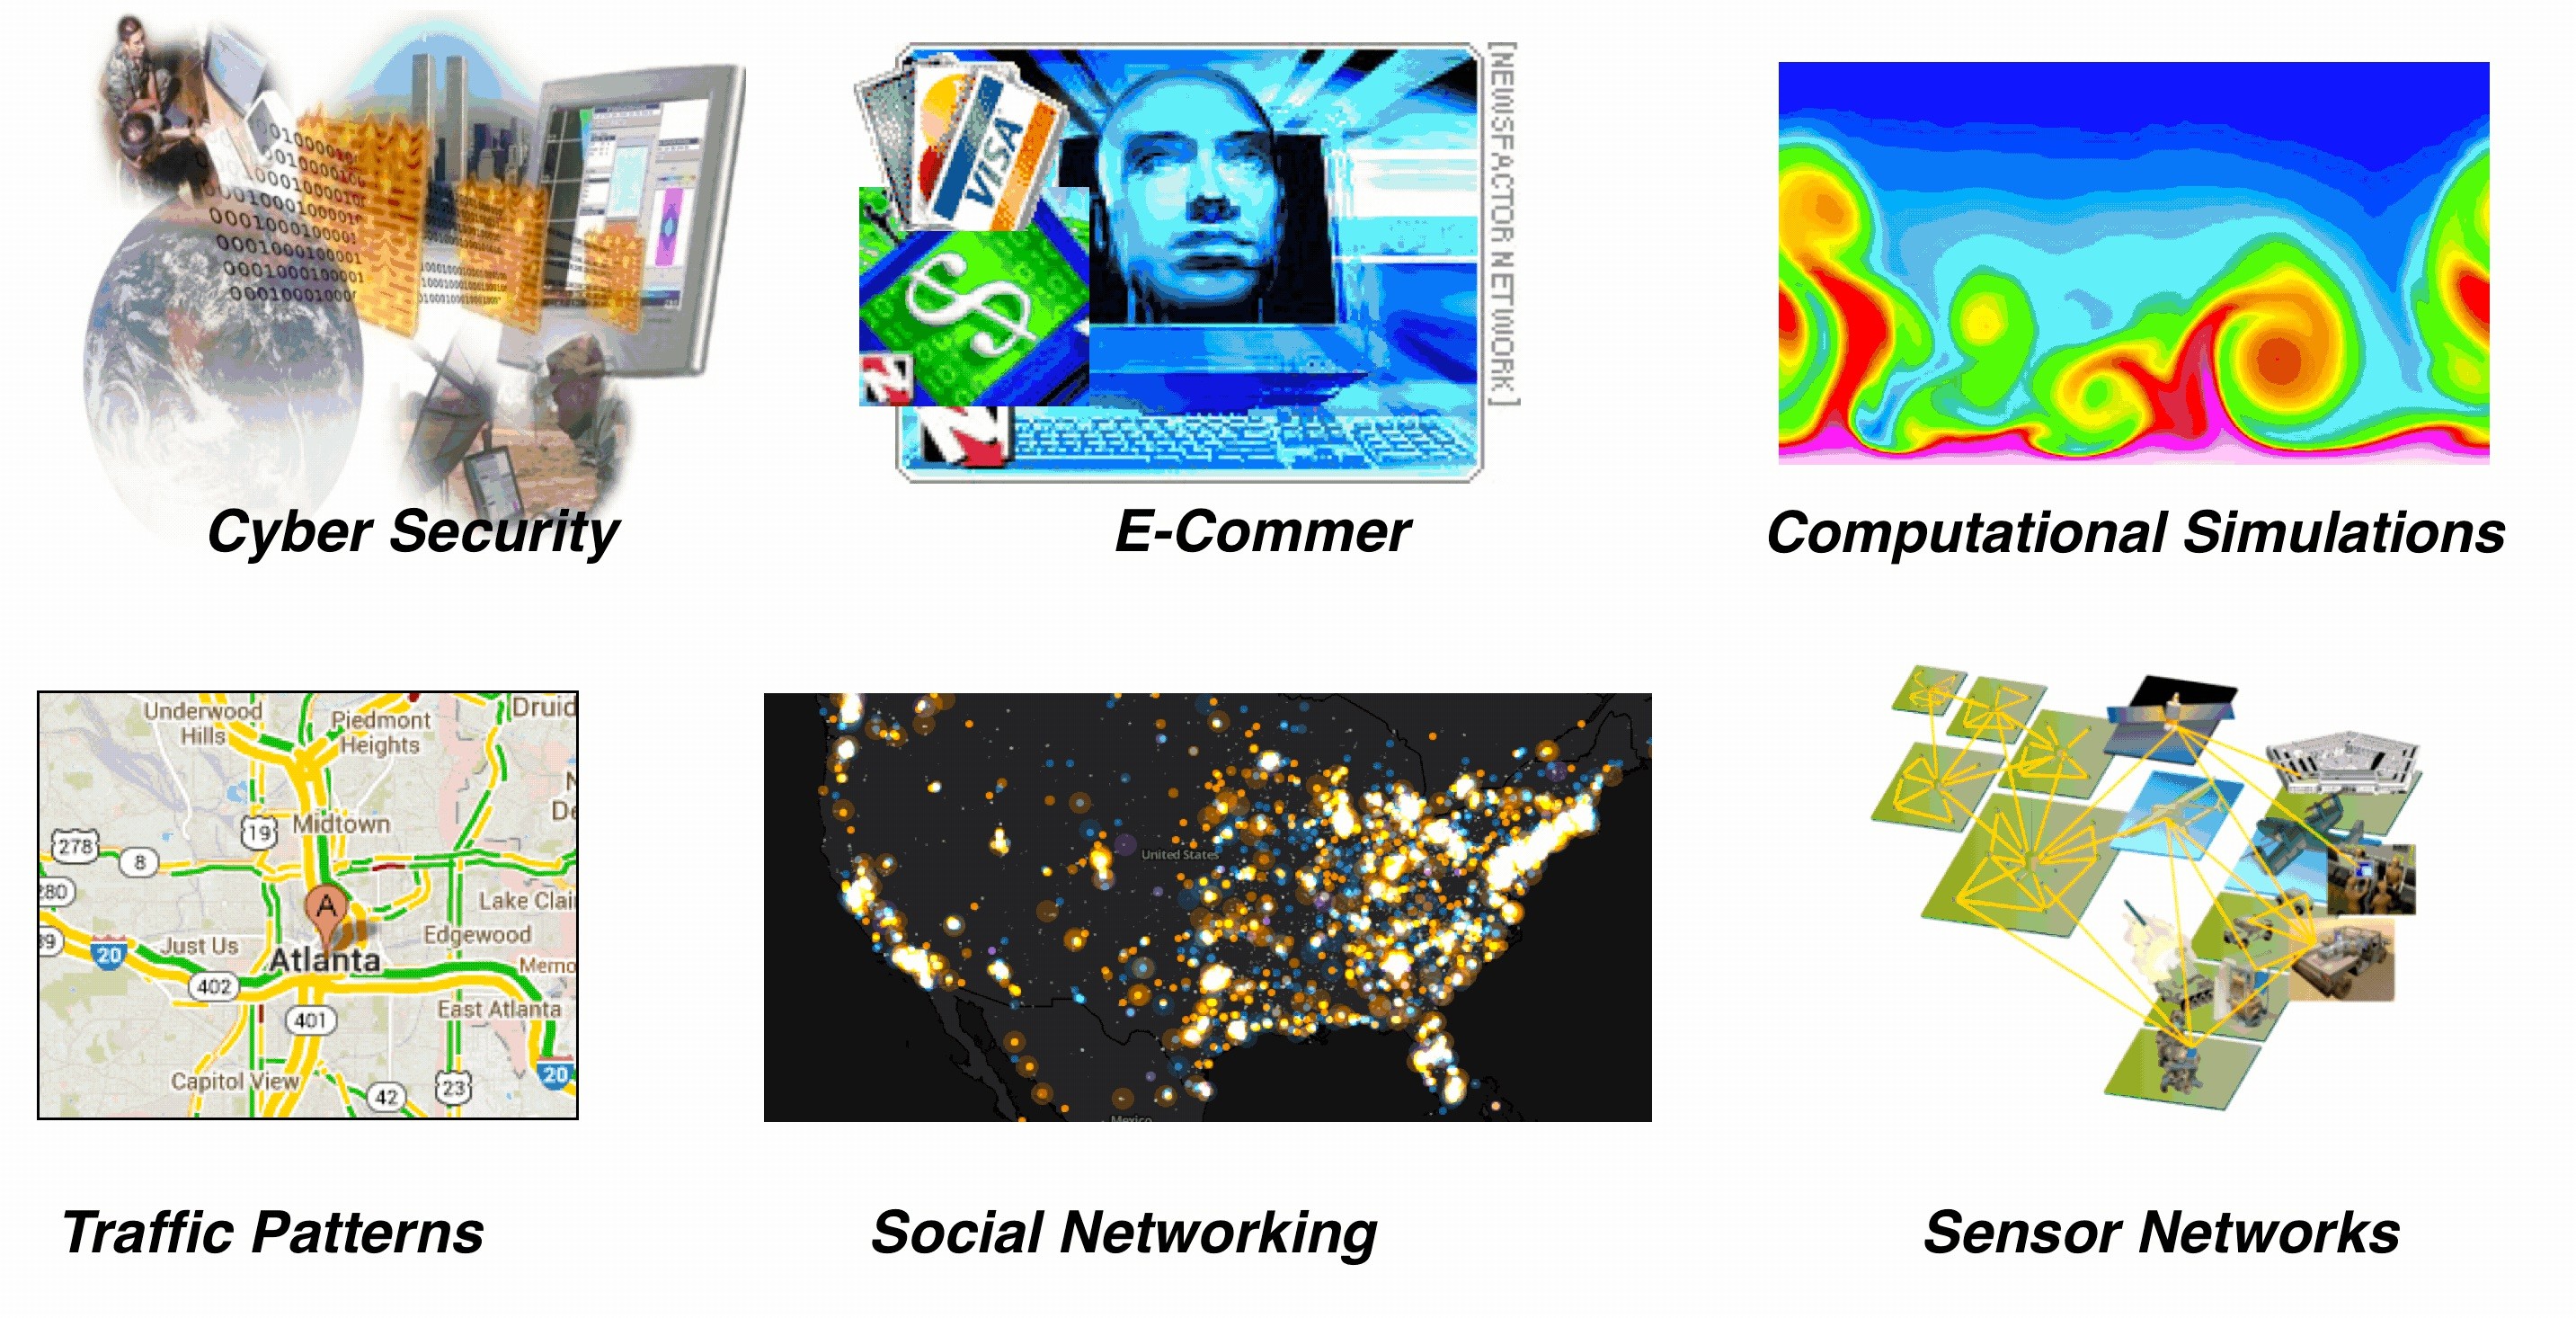 VISA
[NEWSFACTOR NETWORK]
Cyber Security
E-Commer
Computational Simulations
Underwood
Hills
Piedmont
Heights
Druid
Midtown
19
278
8
Lake Clai
A
Just Us
Edgewood
20
Atlanta
Memo
402
401
East Atlanta
Capitol View
42
23
20
United States
Mexico
Traffic Patterns
Social Networking
Sensor Networks